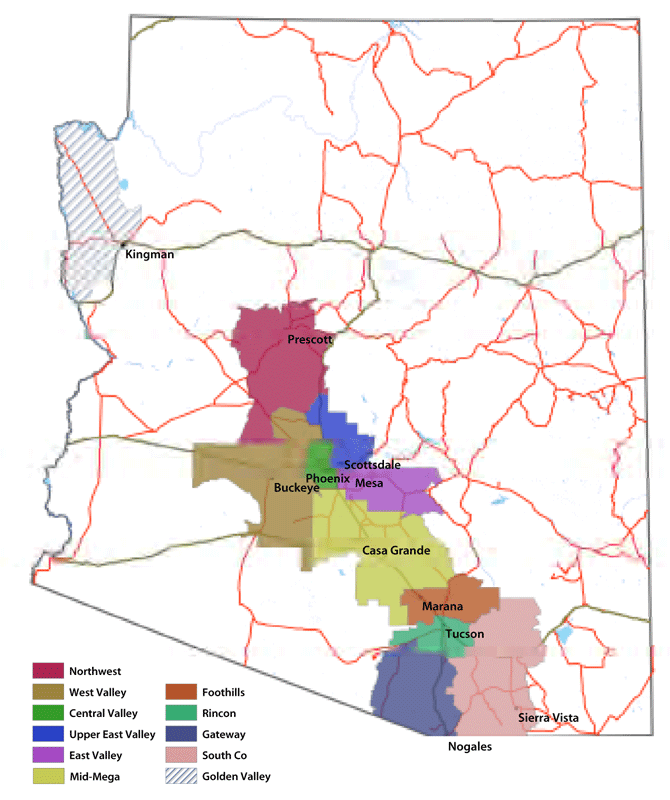 Kingman
Prescott
Scottsdale
Phoenix
Mesa
Buckeye
Casa Grande
Marana
Tucson
Sierra Vista
Nogales
Northwest
West Valley
Central Valley
Upper East Valley
East Valley
Mid-Mega
Foothills
Rincon
Gateway
South Co
Golden Valley